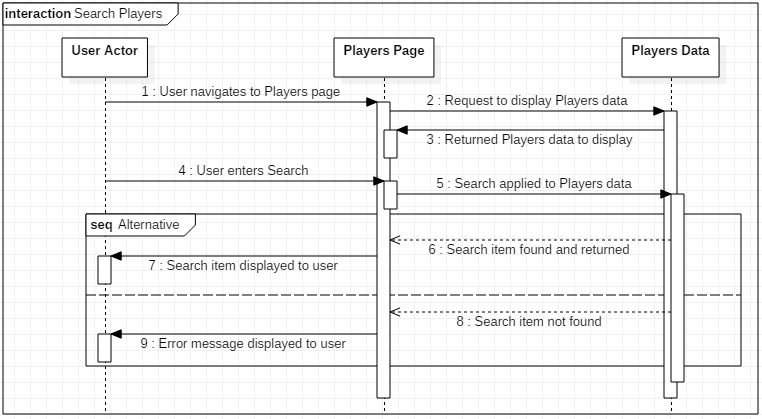 interaction Search Players
User Actor
Players Page
Players Data
1 : User navigates to Players page
2 : Request to display Players data
3 : Returned Players data to display
4 : User enters Search
5 : Search applied to Players data
seq Alternative
6 : Search item found and returned
7 : Search item displayed to user
8 : Search item not found
9 : Error message displayed to user